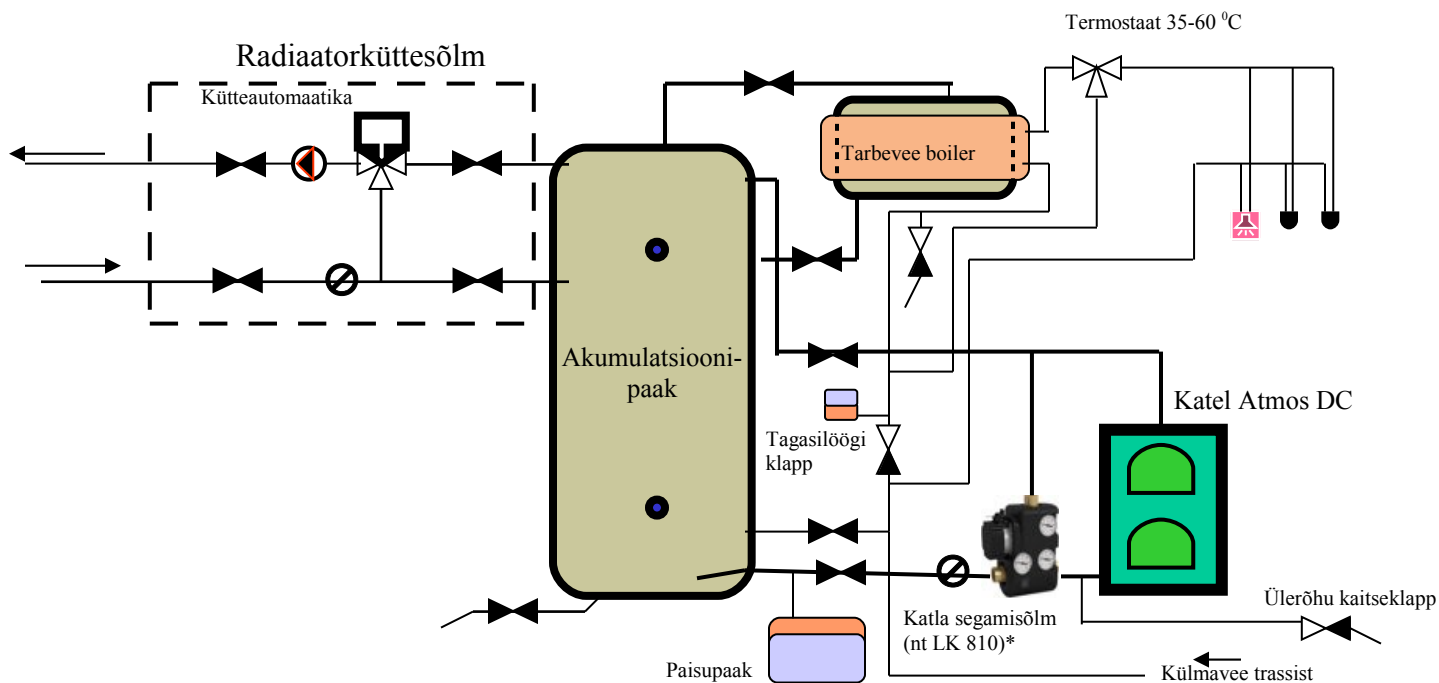 Termostaat 35-60 ⁰C
Radiaatorküttesõlm
Kütteautomaatika
Tarbevee boiler
Akumulatsiooni-
paak
Katel Atmos DC
Tagasilöögi
klapp
Ülerõhu kaitseklapp
Katla segamisõlm
(nt LK 810)*
Paisupaak
Külmavee trassist